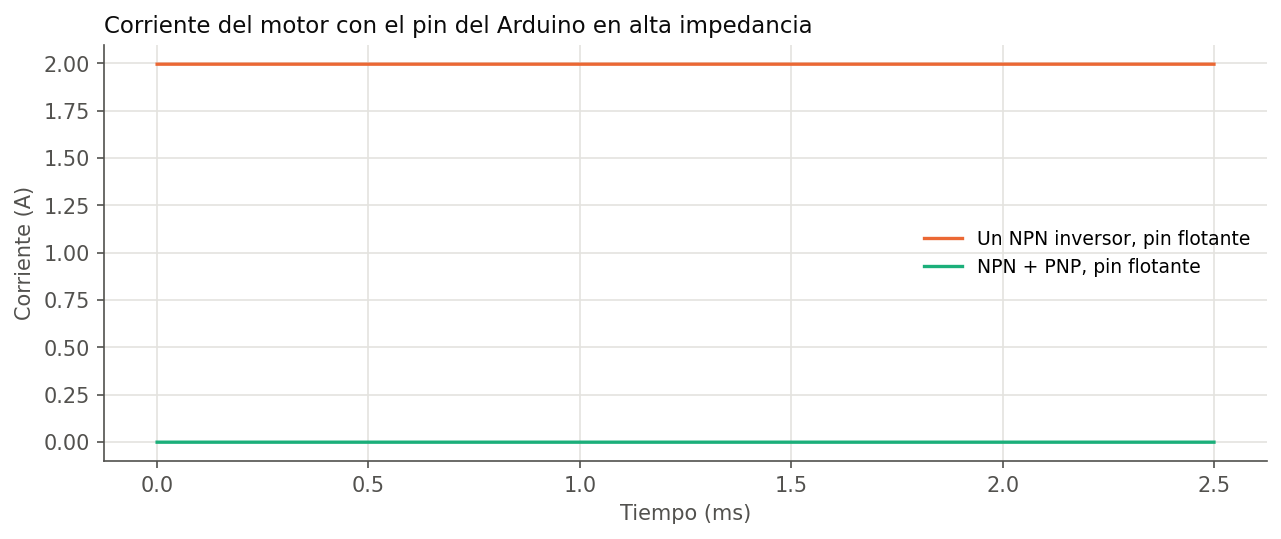 Corriente del motor con el pin del Arduino en alta impedancia
Corriente (A)
2.00
1.75
1.50
1.25
1.00
0.75
0.50
0.25
0.00
Un NPN inversor, pin flotante
NPN + PNP, pin flotante
0.0 0.5 1.0 1.5 2.0 2.5
Tiempo (ms)